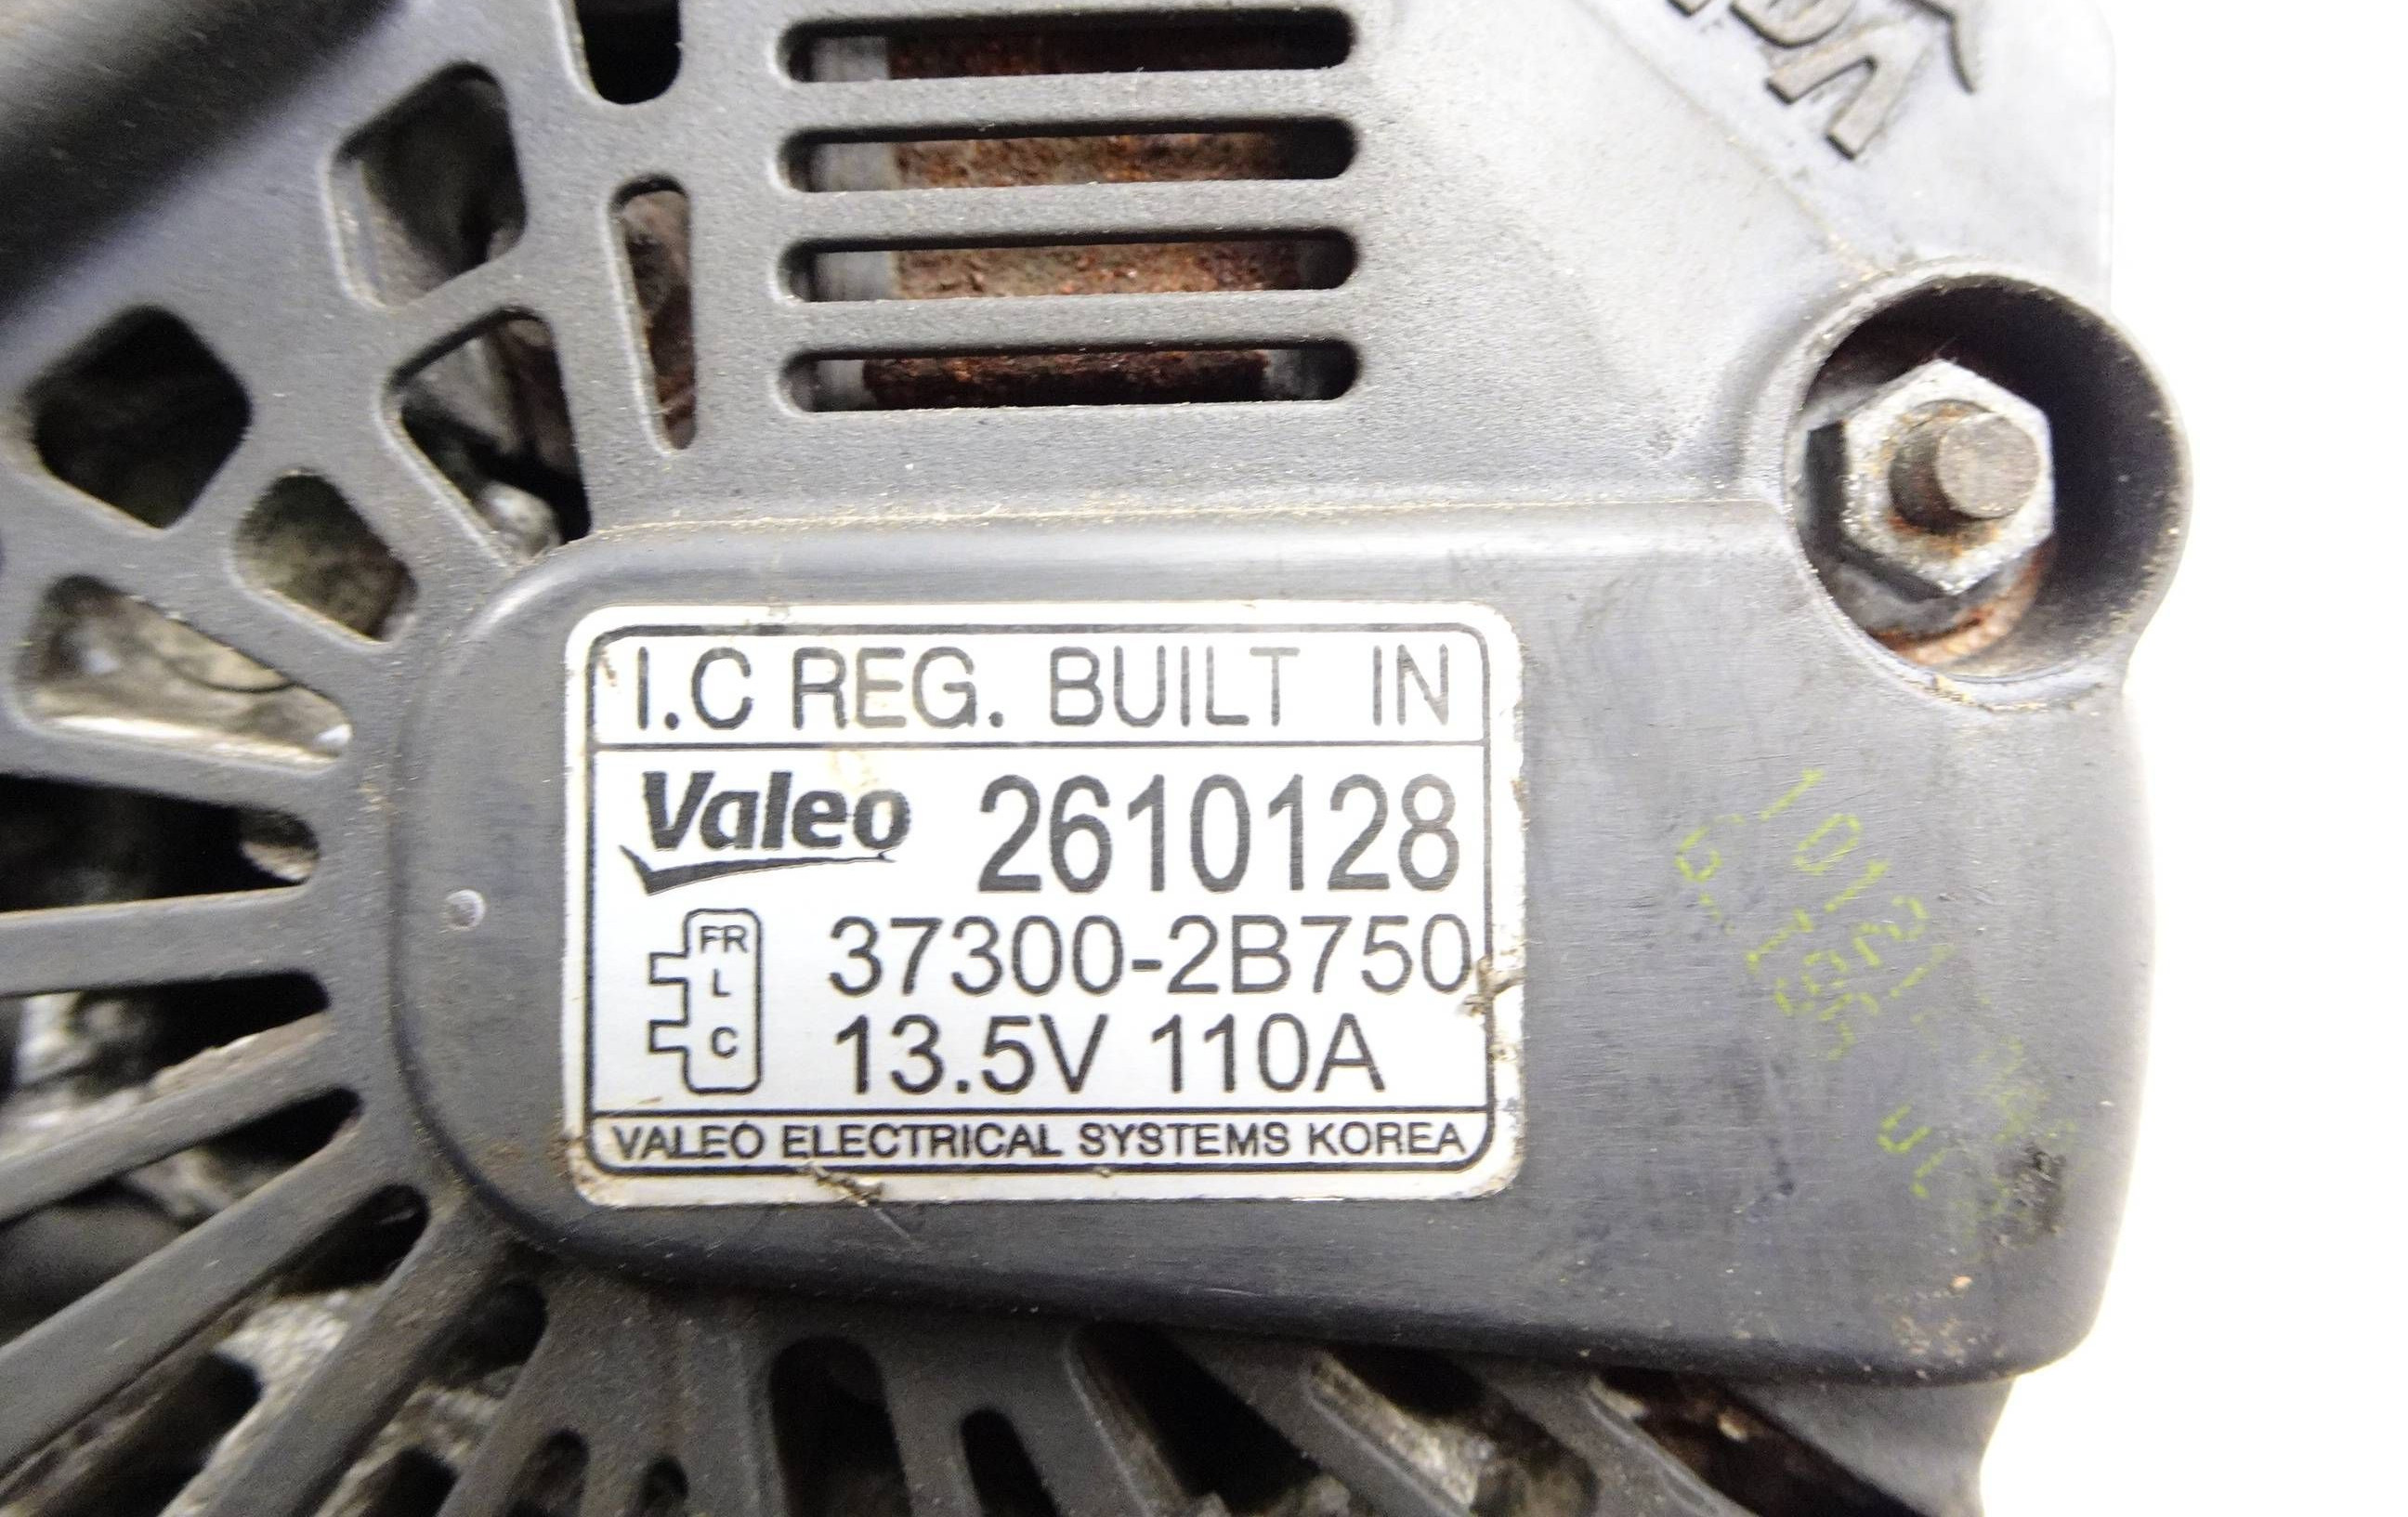 I.C REG. BUILT IN
Valeo 2610128
FR
L
C
37300-2B750
13.5V 110A
VALEO ELECTRICAL SYSTEMS KOREA